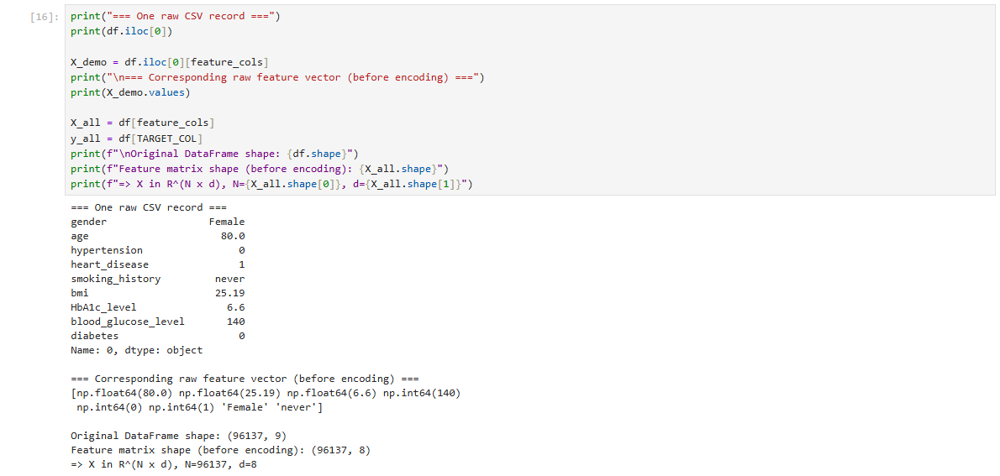 [16]:
print("=== One raw CSV record ===")
print(df.iloc[0])
X_demo = df.iloc[0][feature_cols]
print("\n=== Corresponding raw feature vector (before encoding) ===")
print(X_demo.values)
X_all = df[feature_cols]
y_all = df[TARGET_COL]
print(f"\nOriginal DataFrame shape: {df.shape}")
print(f"Feature matrix shape (before encoding): {X_all.shape}")
print(f"=> X in R^(N x d), N={X_all.shape[0]}, d={X_all.shape[1]}")
=== One raw CSV record ===
gender                 Female
age                      80.0
hypertension                0
heart_disease               1
smoking_history         never
bmi                     25.19
HbA1c_level               6.6
blood_glucose_level       140
diabetes                    0
Name: 0, dtype: object
=== Corresponding raw feature vector (before encoding) ===
[np.float64(80.0) np.float64(25.19) np.float64(6.6) np.int64(140)
 np.int64(0) np.int64(1) 'Female' 'never']
Original DataFrame shape: (96137, 9)
Feature matrix shape (before encoding): (96137, 8)
=> X in R^(N x d), N=96137, d=8